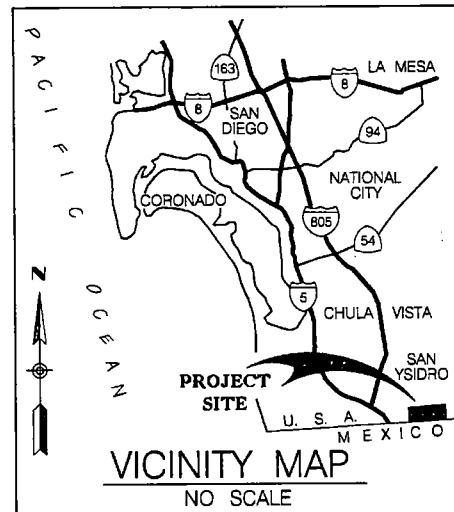 PACIFIC OCEAN
163
LA MESA
8
8
SAN
DIEGO
94
NATIONAL
CITY
CORONADO
805
54
5
CHULA VISTA
SAN
YSIDRO
PROJECT
SITE
N
U. S. A.
MEXICO
VICINITY MAP
NO SCALE